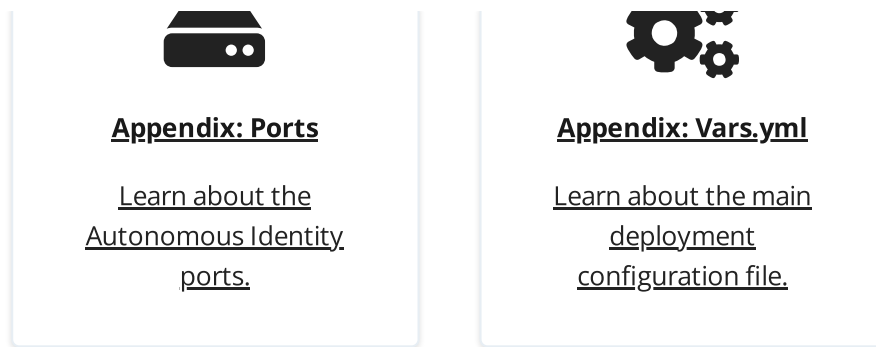 Appendix: Ports
Learn about the
Autonomous Identity
ports.
Appendix: Vars.yml
Learn about the main
deployment
configuration file.